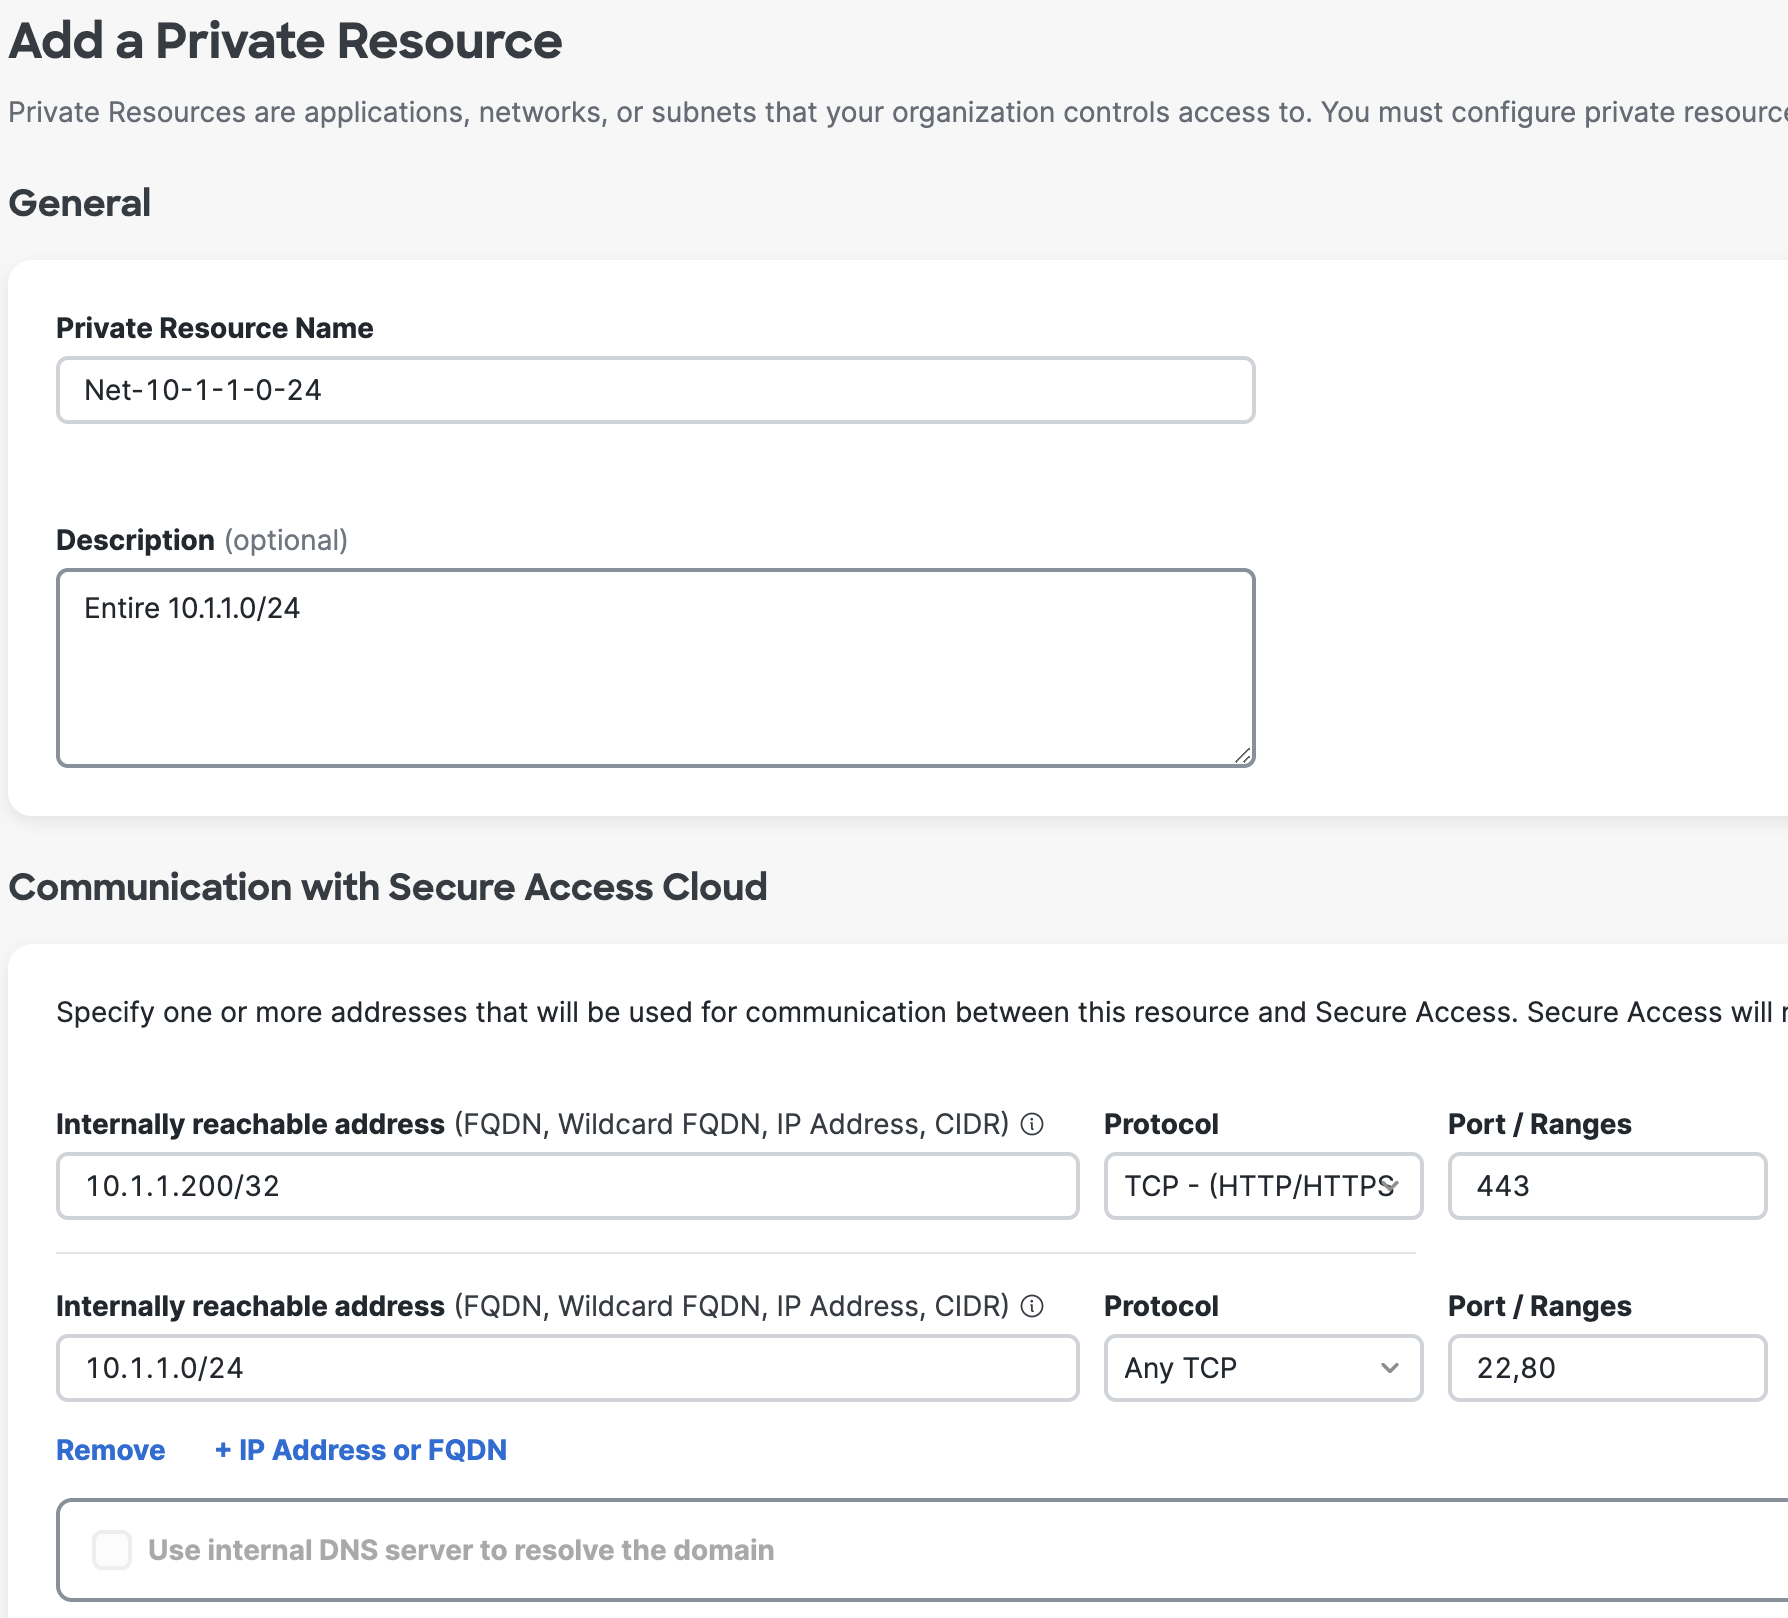 Add a Private Resource
Private Resources are applications, networks, or subnets that your organization controls access to. You must configure private
General
Private Resource Name
Net-10-1-1-0-24
Description (optional)
Entire 10.1.1.0/24
Communication with Secure Access Cloud
Specify one or more addresses that will be used for communication between this resource and Secure Access. Secure Access will
Internally reachable address (FQDN, Wildcard FQDN, IP Address, CIDR) Protocol Port / Ranges
10.1.1.200/32 TCP - (HTTP/HTTPS 443
Internally reachable address (FQDN, Wildcard FQDN, IP Address, CIDR) Protocol Port / Ranges
10.1.1.0/24 Any TCP 22,80
Remove + IP Address or FQDN
Use internal DNS server to resolve the domain